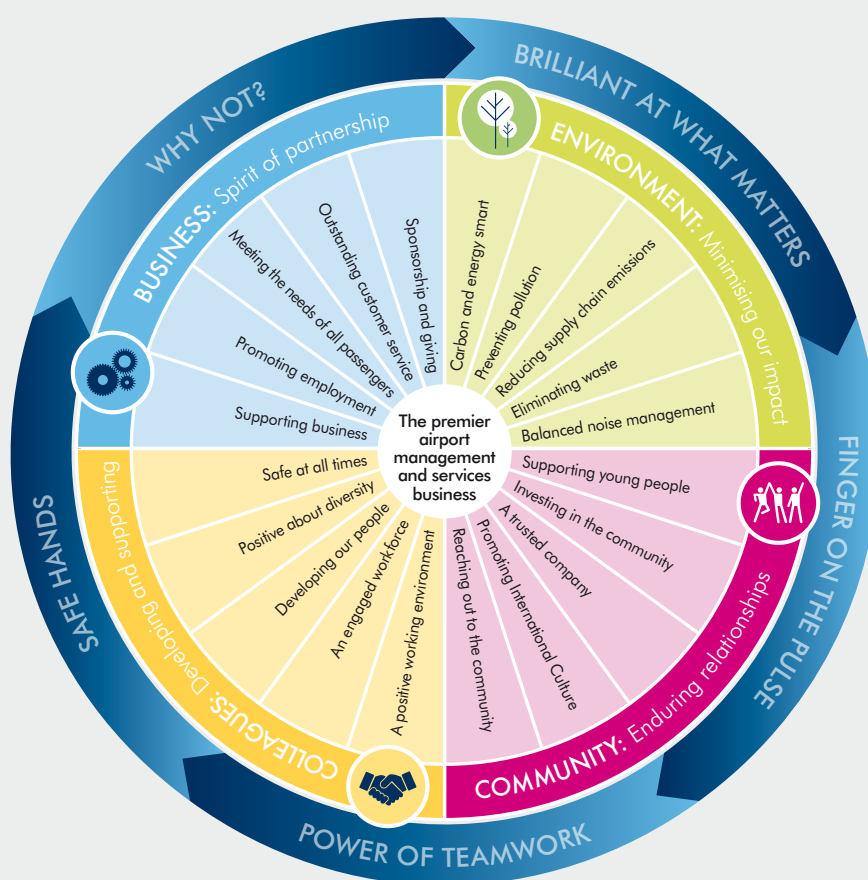 WHY NOT?
BRILLIANT AT WHAT MATTERS
FINGER ON THE PULSE
POWER OF TEAMWORK
SAFE HANDS
BUSINESS: Spirit of partnership
Supporting business
Promoting employment
Meeting the needs of all passengers
Outstanding customer service
Sponsorship and giving
ENVIRONMENT: Minimising our impact
Carbon and energy smart
Preventing pollution
Reducing supply chain emissions
Eliminating waste
Balanced noise management
The premier
airport
management
and services
business
COMMUNITY: Enduring relationships
Supporting young people
Investing in the community
A trusted company
Promoting International Culture
Reaching out to the community
COLLEAGUES: Developing and supporting
Safe at all times
Positive about diversity
Developing our people
An engaged workforce
A positive working environment